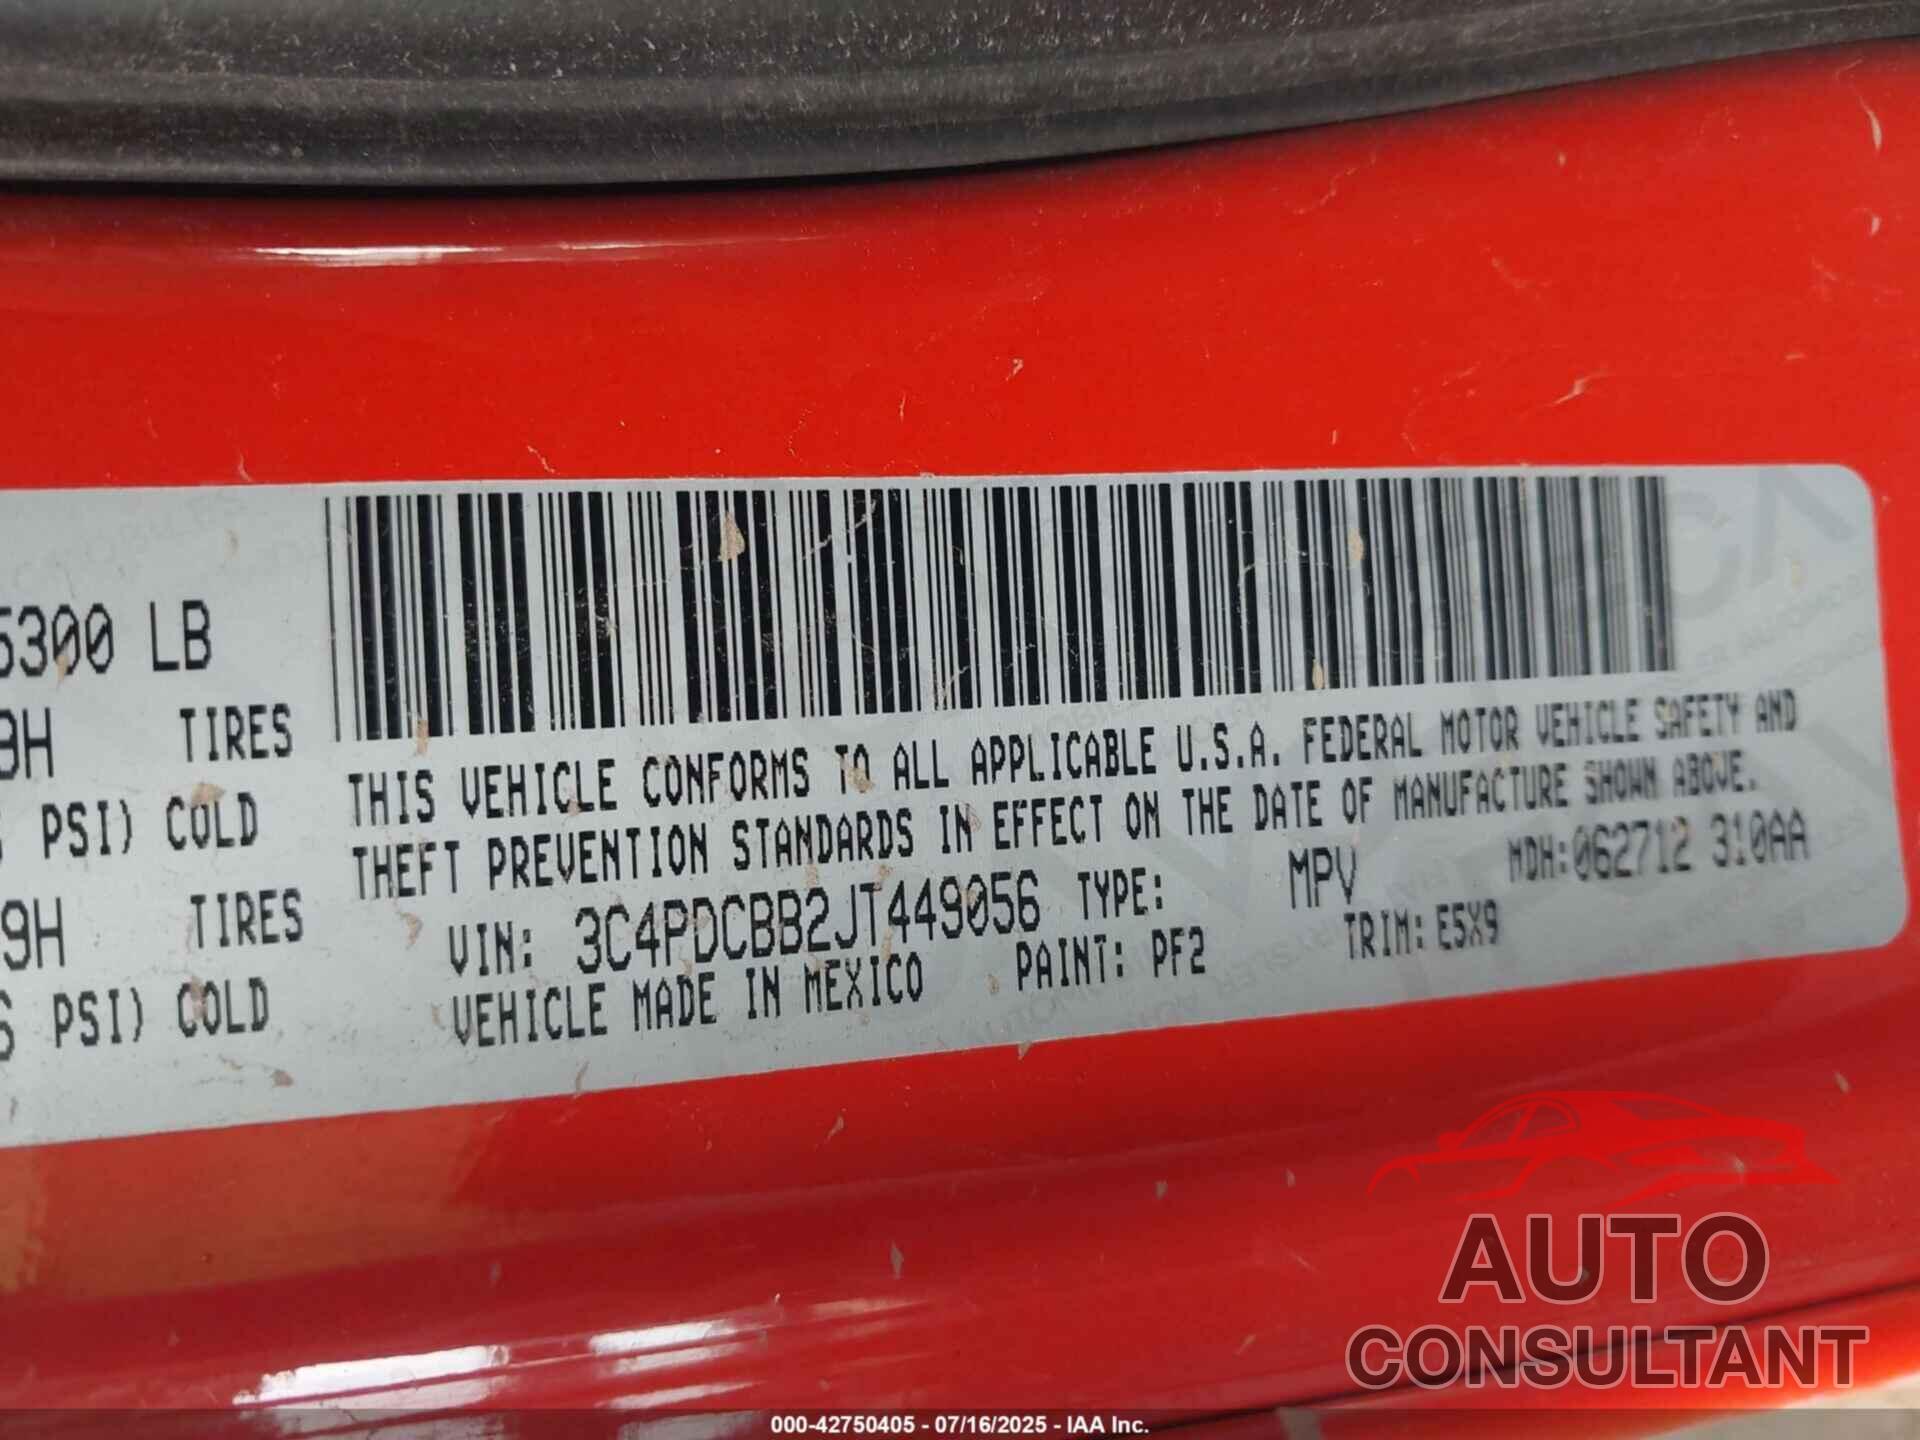 5300 LB
9H TIRES
PSI) COLD
9H TIRES
PSI) COLD
THIS VEHICLE CONFORMS TO ALL APPLICABLE U.S.A. FEDERAL MOTOR VEHICLE SAFETY AND
THEFT PREVENTION STANDARDS IN EFFECT ON THE DATE OF MANUFACTURE SHOWN ABOVE.
VIN: 3C4PDCBB2JT449056 TYPE: MPV MDH:062712 310AA
VEHICLE MADE IN MEXICO PAINT: PF2 TRIM: E5X9
AUTO
CONSULTANT
000-42750405 - 07/16/2025 - IAA Inc.